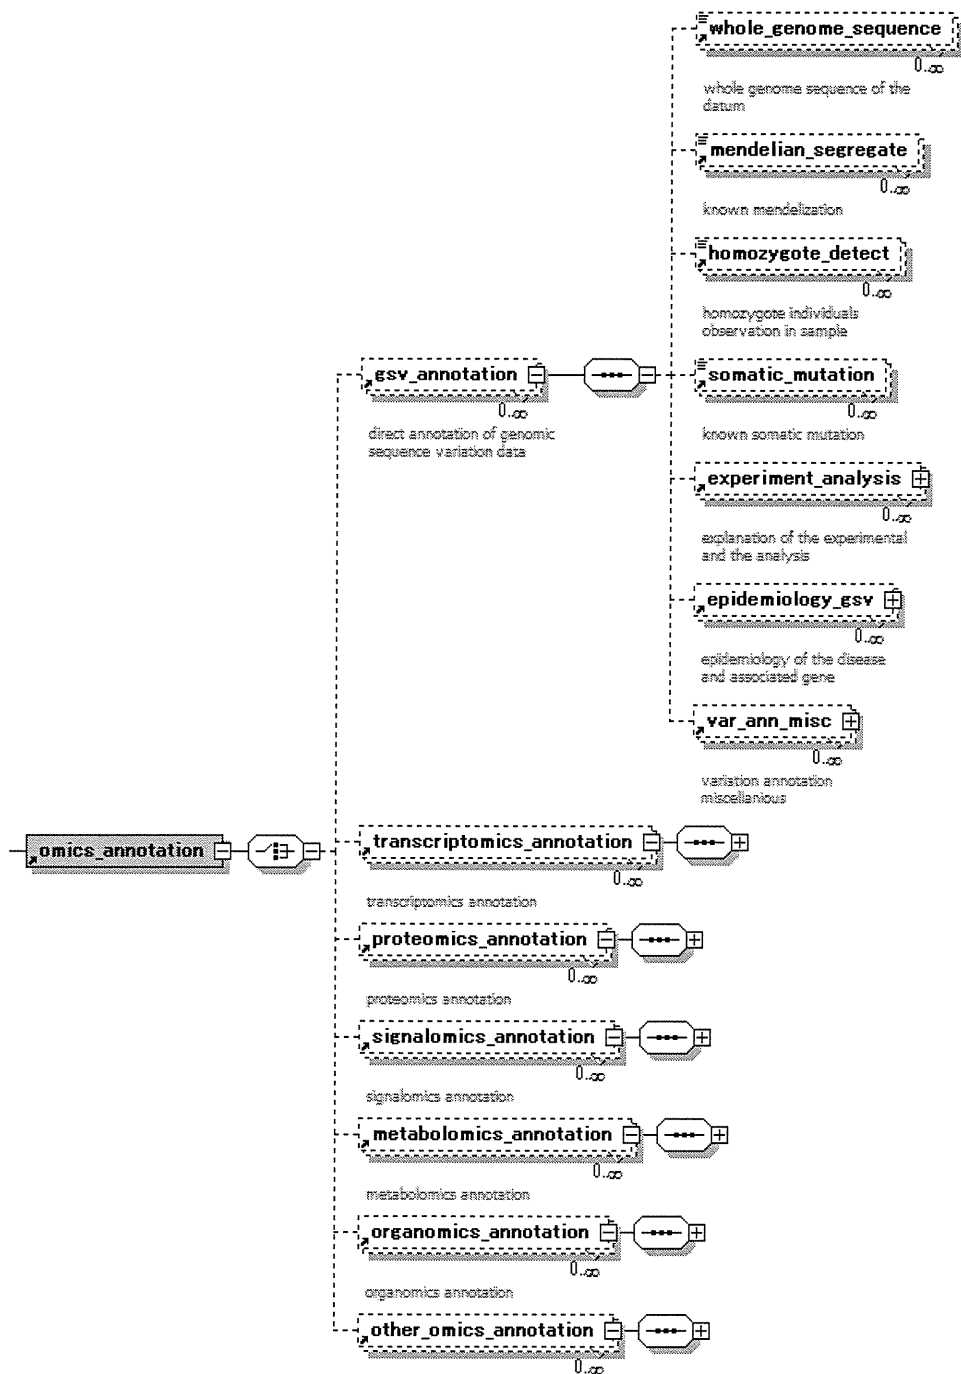 whole_genome_sequence
0..∞
whole genome sequence of the
datum
mendelian_segregate
0..∞
known mendelization
homozygote_detect
0..∞
homozygote individuals
observation in sample
gsv_annotation
0..∞
direct annotation of genomic
sequence variation data
somatic_mutation
0..∞
known somatic mutation
experiment_analysis
0..∞
explanation of the experimental
and the analysis
epidemiology_gsv
0..∞
epidemiology of the disease
and associated gene
var_ann_misc
0..∞
variation annotation
miscellanious
omics_annotation
transcriptomics_annotation
0..∞
transcriptomics annotation
proteomics_annotation
0..∞
proteomics annotation
signalomics_annotation
0..∞
signalomics annotation
metabolomics_annotation
0..∞
metabolomics annotation
organomics_annotation
0..∞
organomics annotation
other_omics_annotation
0..∞